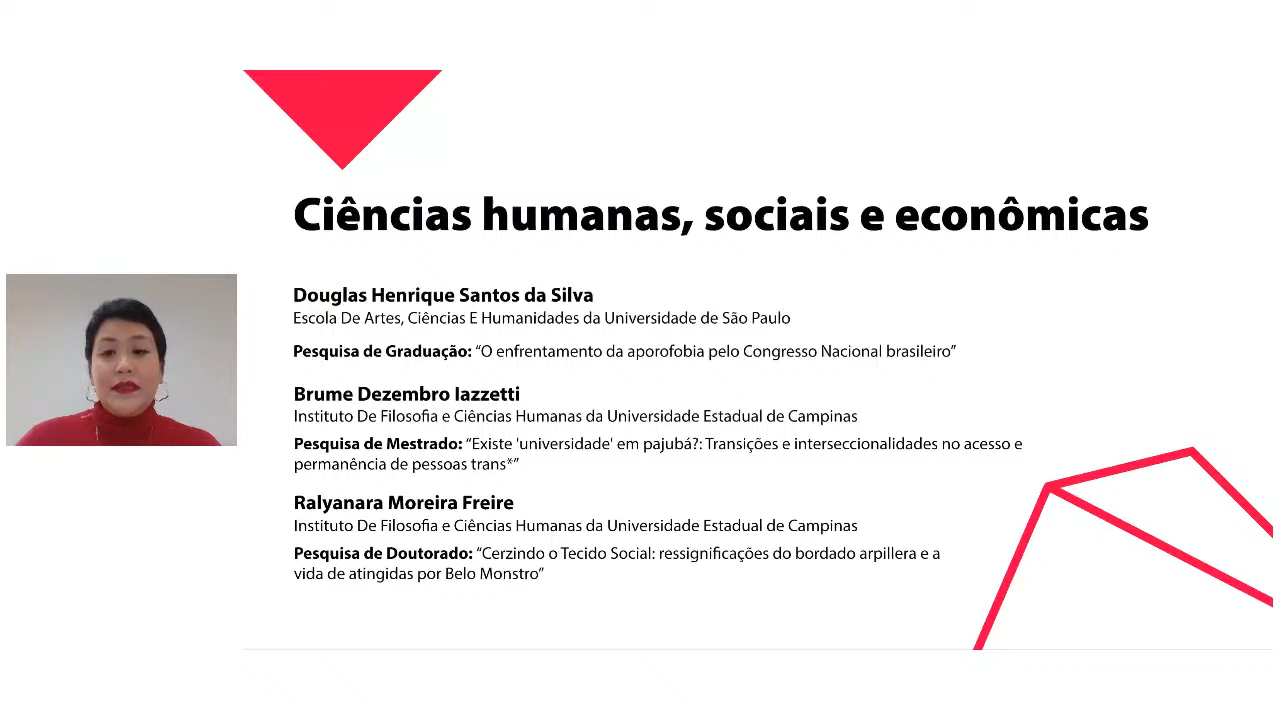 Ciências humanas, sociais e econômicas
Douglas Henrique Santos da Silva
Escola De Artes, Ciências E Humanidades da Universidade de São Paulo
Pesquisa de Graduação: “O enfrentamento da aporofobia pelo Congresso Nacional brasileiro”
Brume Dezembro Iazzetti
Instituto De Filosofia e Ciências Humanas da Universidade Estadual de Campinas
Pesquisa de Mestrado: “Existe 'universidade' em pajubá?: Transições e interseccionalidades no acesso e
permanência de pessoas trans*”
Ralyanara Moreira Freire
Instituto De Filosofia e Ciências Humanas da Universidade Estadual de Campinas
Pesquisa de Doutorado: “Cerzindo o Tecido Social: ressignificações do bordado arpillera e a
vida de atingidas por Belo Monstro”